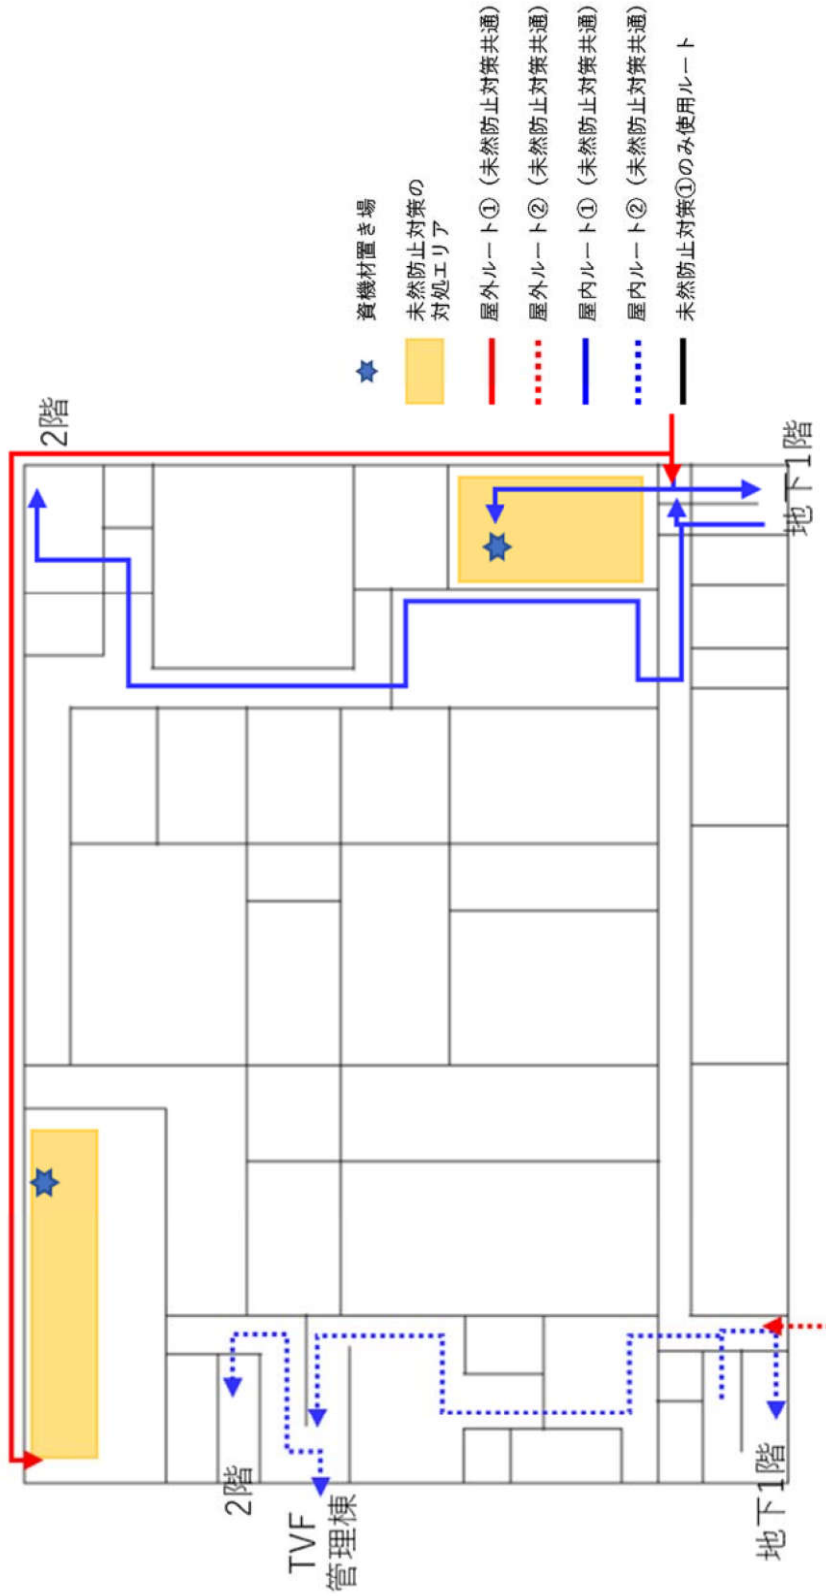 資機材置き場
未然防止対策の
対処エリア
屋外ルート①（未然防止対策共通）
屋外ルート②（未然防止対策共通）
屋内ルート①（未然防止対策共通）
屋内ルート②（未然防止対策共通）
未然防止対策①のみ使用ルート
2階
地下1階
2階
TVF
管理棟
地下1階